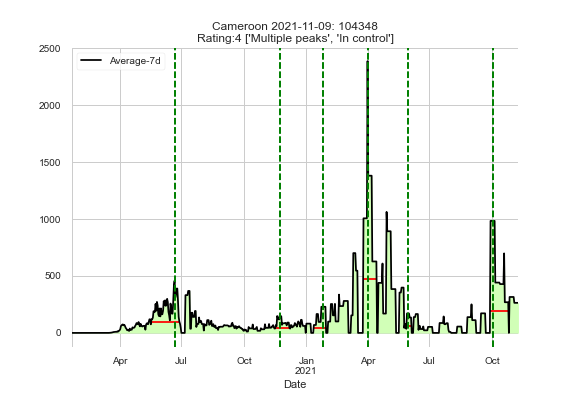 Cameroon 2021-11-09: 104348
Rating:4 ['Multiple peaks', 'In control']
2500
Average-7d
2000
1500
1000
500
0
Apr Jul Oct Jan Apr Jul Oct
2021
Date